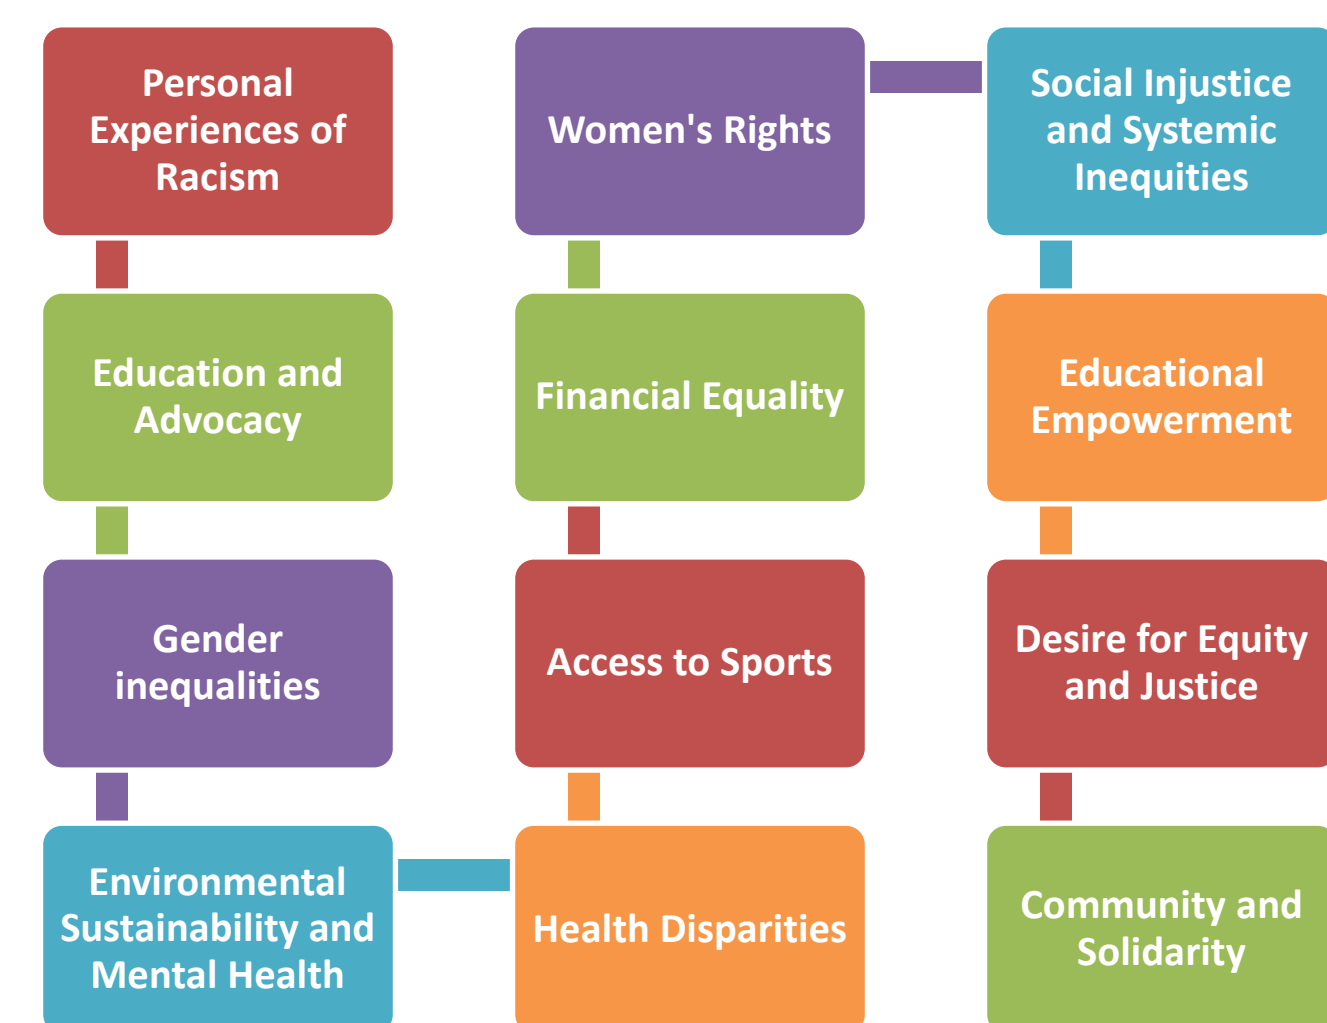 Personal
Experiences of
Racism
Education and
Advocacy
Gender
inequalities
Environmental
Sustainability and
Mental Health
Health Disparities
Access to Sports
Financial Equality
Women's Rights
Social Injustice
and Systemic
Inequities
Educational
Empowerment
Desire for Equity
and Justice
Community and
Solidarity